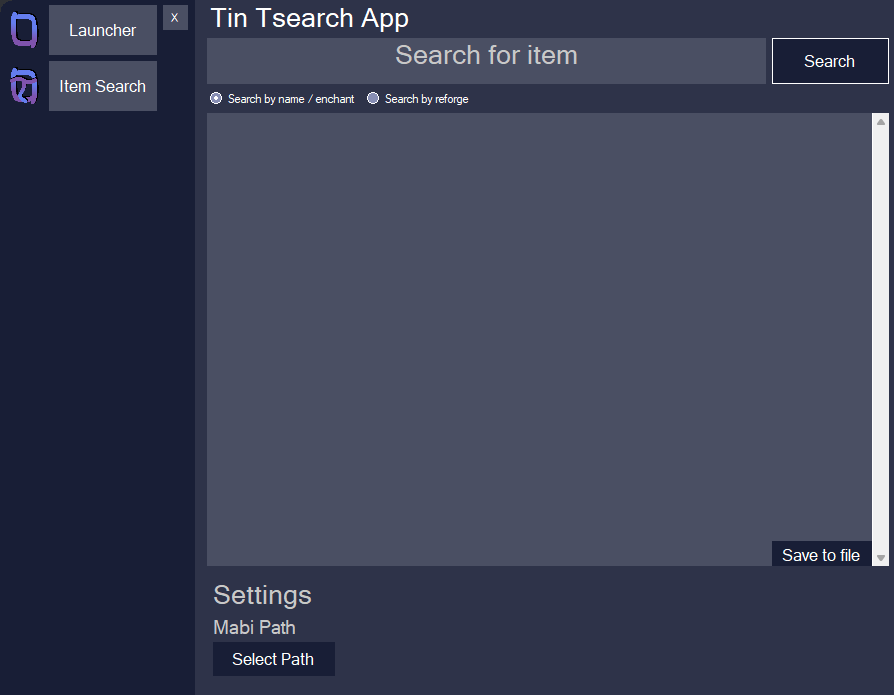 Launcher
X
Item Search
Tin Tsearch App
Search for item
Search
Search by name / enchant
Search by reforge
Save to file
Settings
Mabi Path
Select Path